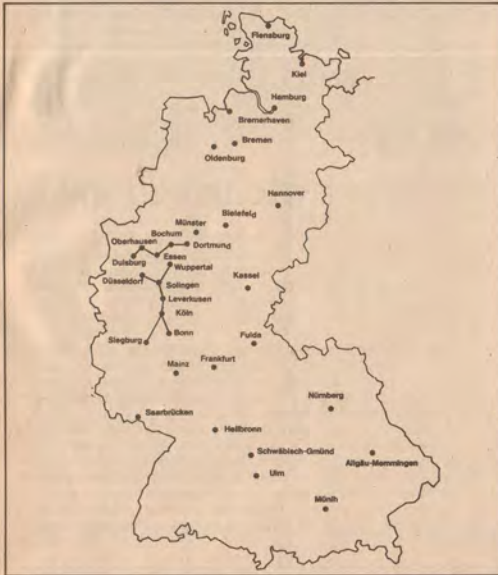 Flensburg
Kiel
Hamburg
Bremerhaven
Bremen
Oldenburg
Hannover
Bielefeld
Münster
Bochum
Oberhausen
Dortmund
Essen
Duisburg
Wuppertal
Düsseldorf
Solingen
Kassel
Leverkusen
Köln
Bonn
Siegburg
Fulda
Frankfurt
Mainz
Nürnberg
Saarbrücken
Heilbronn
Schwäbisch-Gmünd
Allgäu-Memmingen
Ulm
Münih